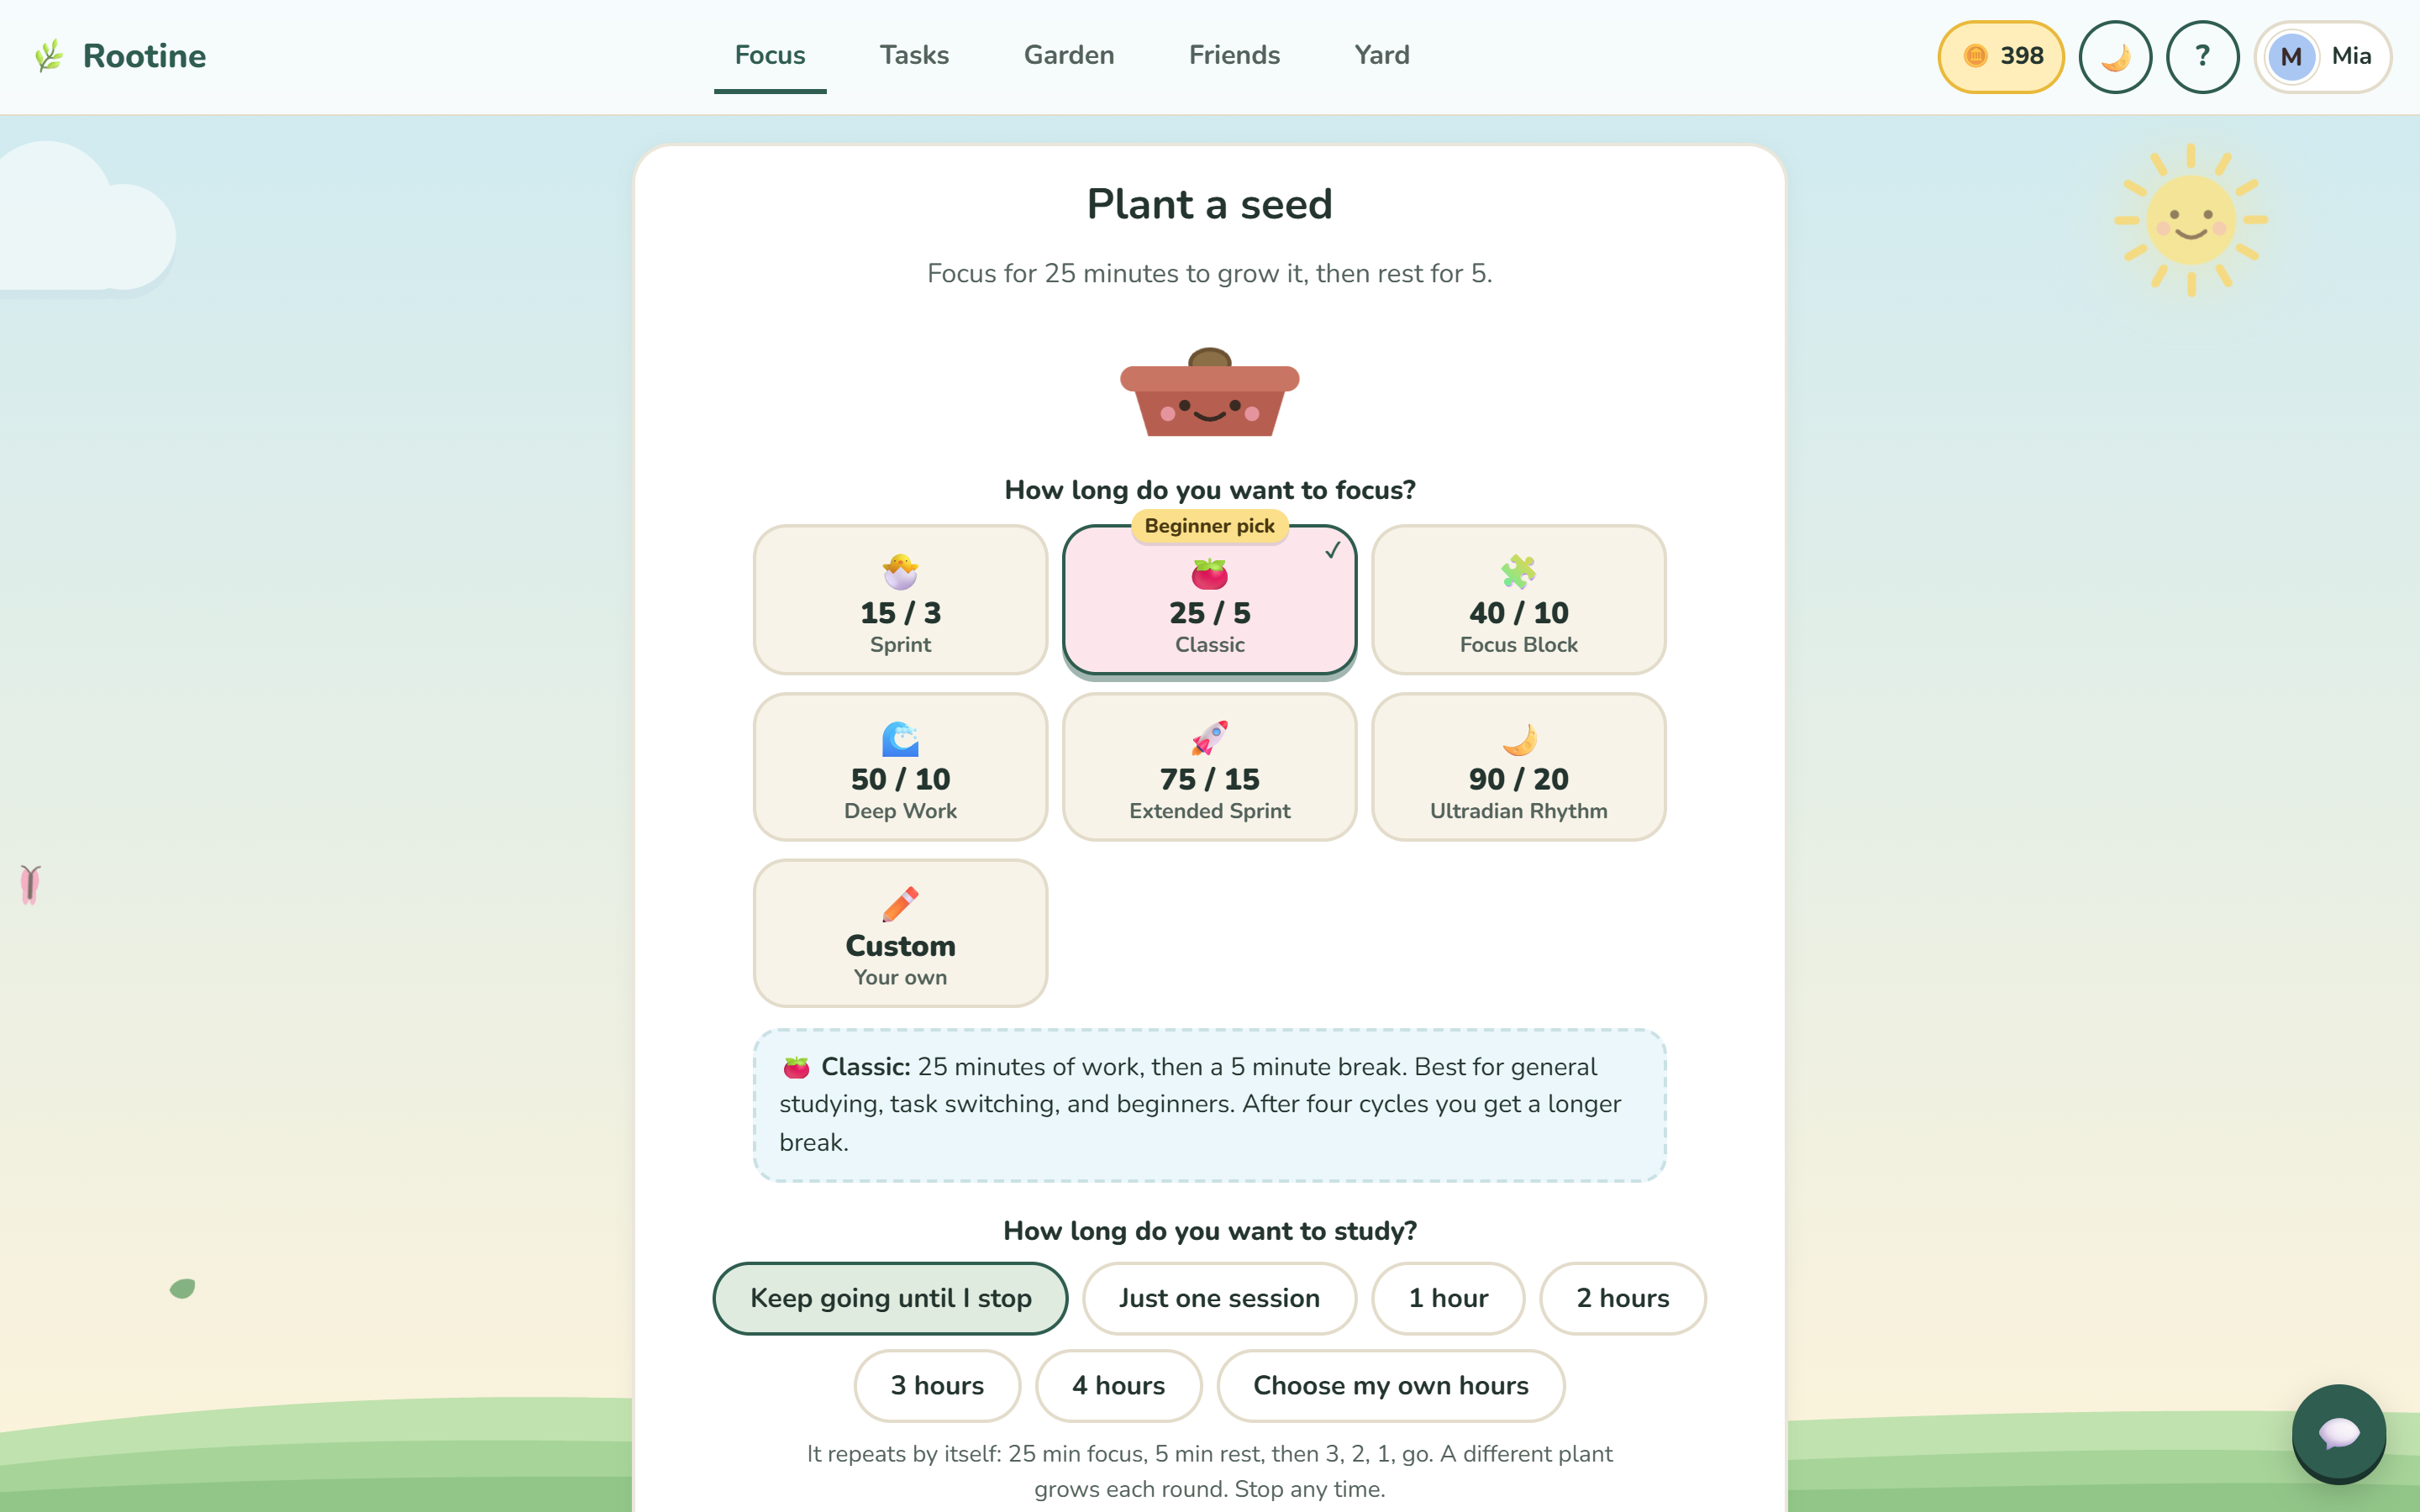 Rootine
Focus
Tasks
Garden
Friends
Yard
398
?
M
Mia
Plant a seed
Focus for 25 minutes to grow it, then rest for 5.
How long do you want to focus?
15 / 3
Sprint
Beginner pick
✓
25 / 5
Classic
40 / 10
Focus Block
50 / 10
Deep Work
75 / 15
Extended Sprint
90 / 20
Ultradian Rhythm
Custom
Your own
Classic: 25 minutes of work, then a 5 minute break. Best for general
studying, task switching, and beginners. After four cycles you get a longer
break.
How long do you want to study?
Keep going until I stop
Just one session
1 hour
2 hours
3 hours
4 hours
Choose my own hours
It repeats by itself: 25 min focus, 5 min rest, then 3, 2, 1, go. A different plant
grows each round. Stop any time.